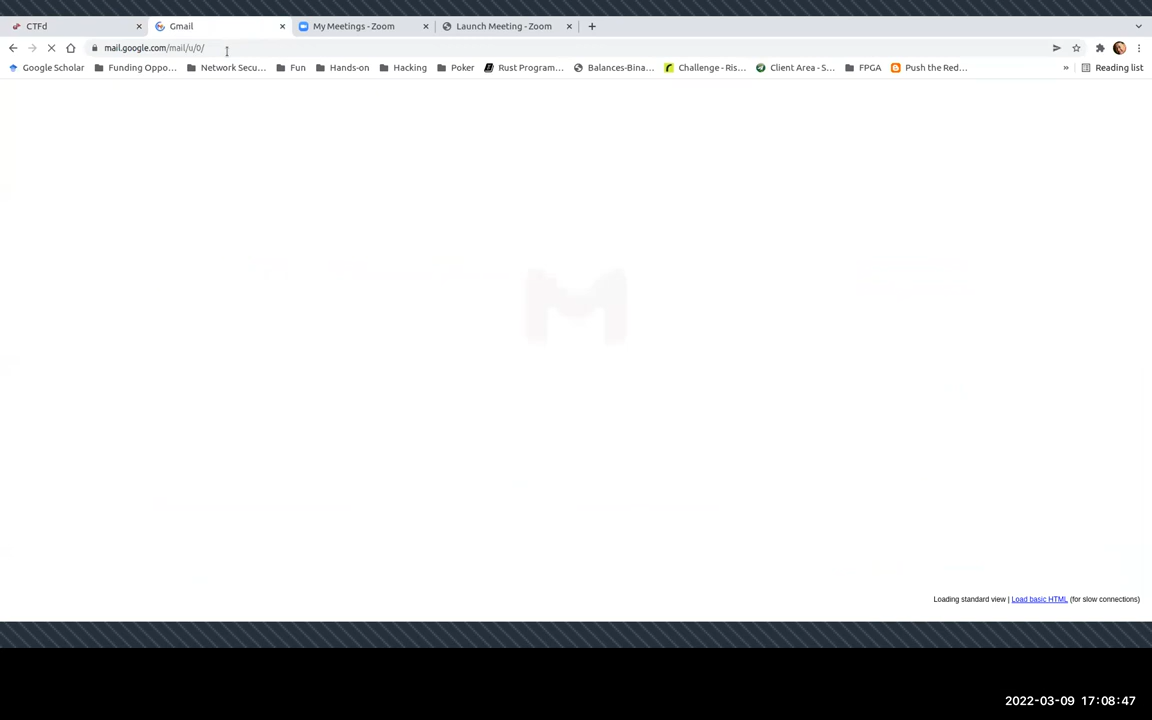 CTFd
Gmail
My Meetings - Zoom
Launch Meeting - Zoom
mail.google.com/mail/u/0/
Google Scholar
Funding Oppo...
Network Secu...
Fun
Hands-on
Hacking
Poker
Rust Program...
Balances-Bina...
Challenge - Ris...
Client Area - S...
FPGA
Push the Red...
»
Reading list
Loading standard view | Load basic HTML (for slow connections)
2022-03-09 17:08:47